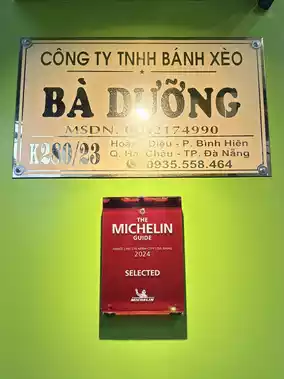 CÔNG TY TNHH BÁNH XÈO
BÀ DƯỠNG
MSDN. 0402174990
K280/23
Hoàng Diệu - P. Bình Hiên
Q. Hải Châu - TP. Đà Nẵng
0935.558.464
THE
MICHELIN
GUIDE
2024
SELECTED
MICHELIN